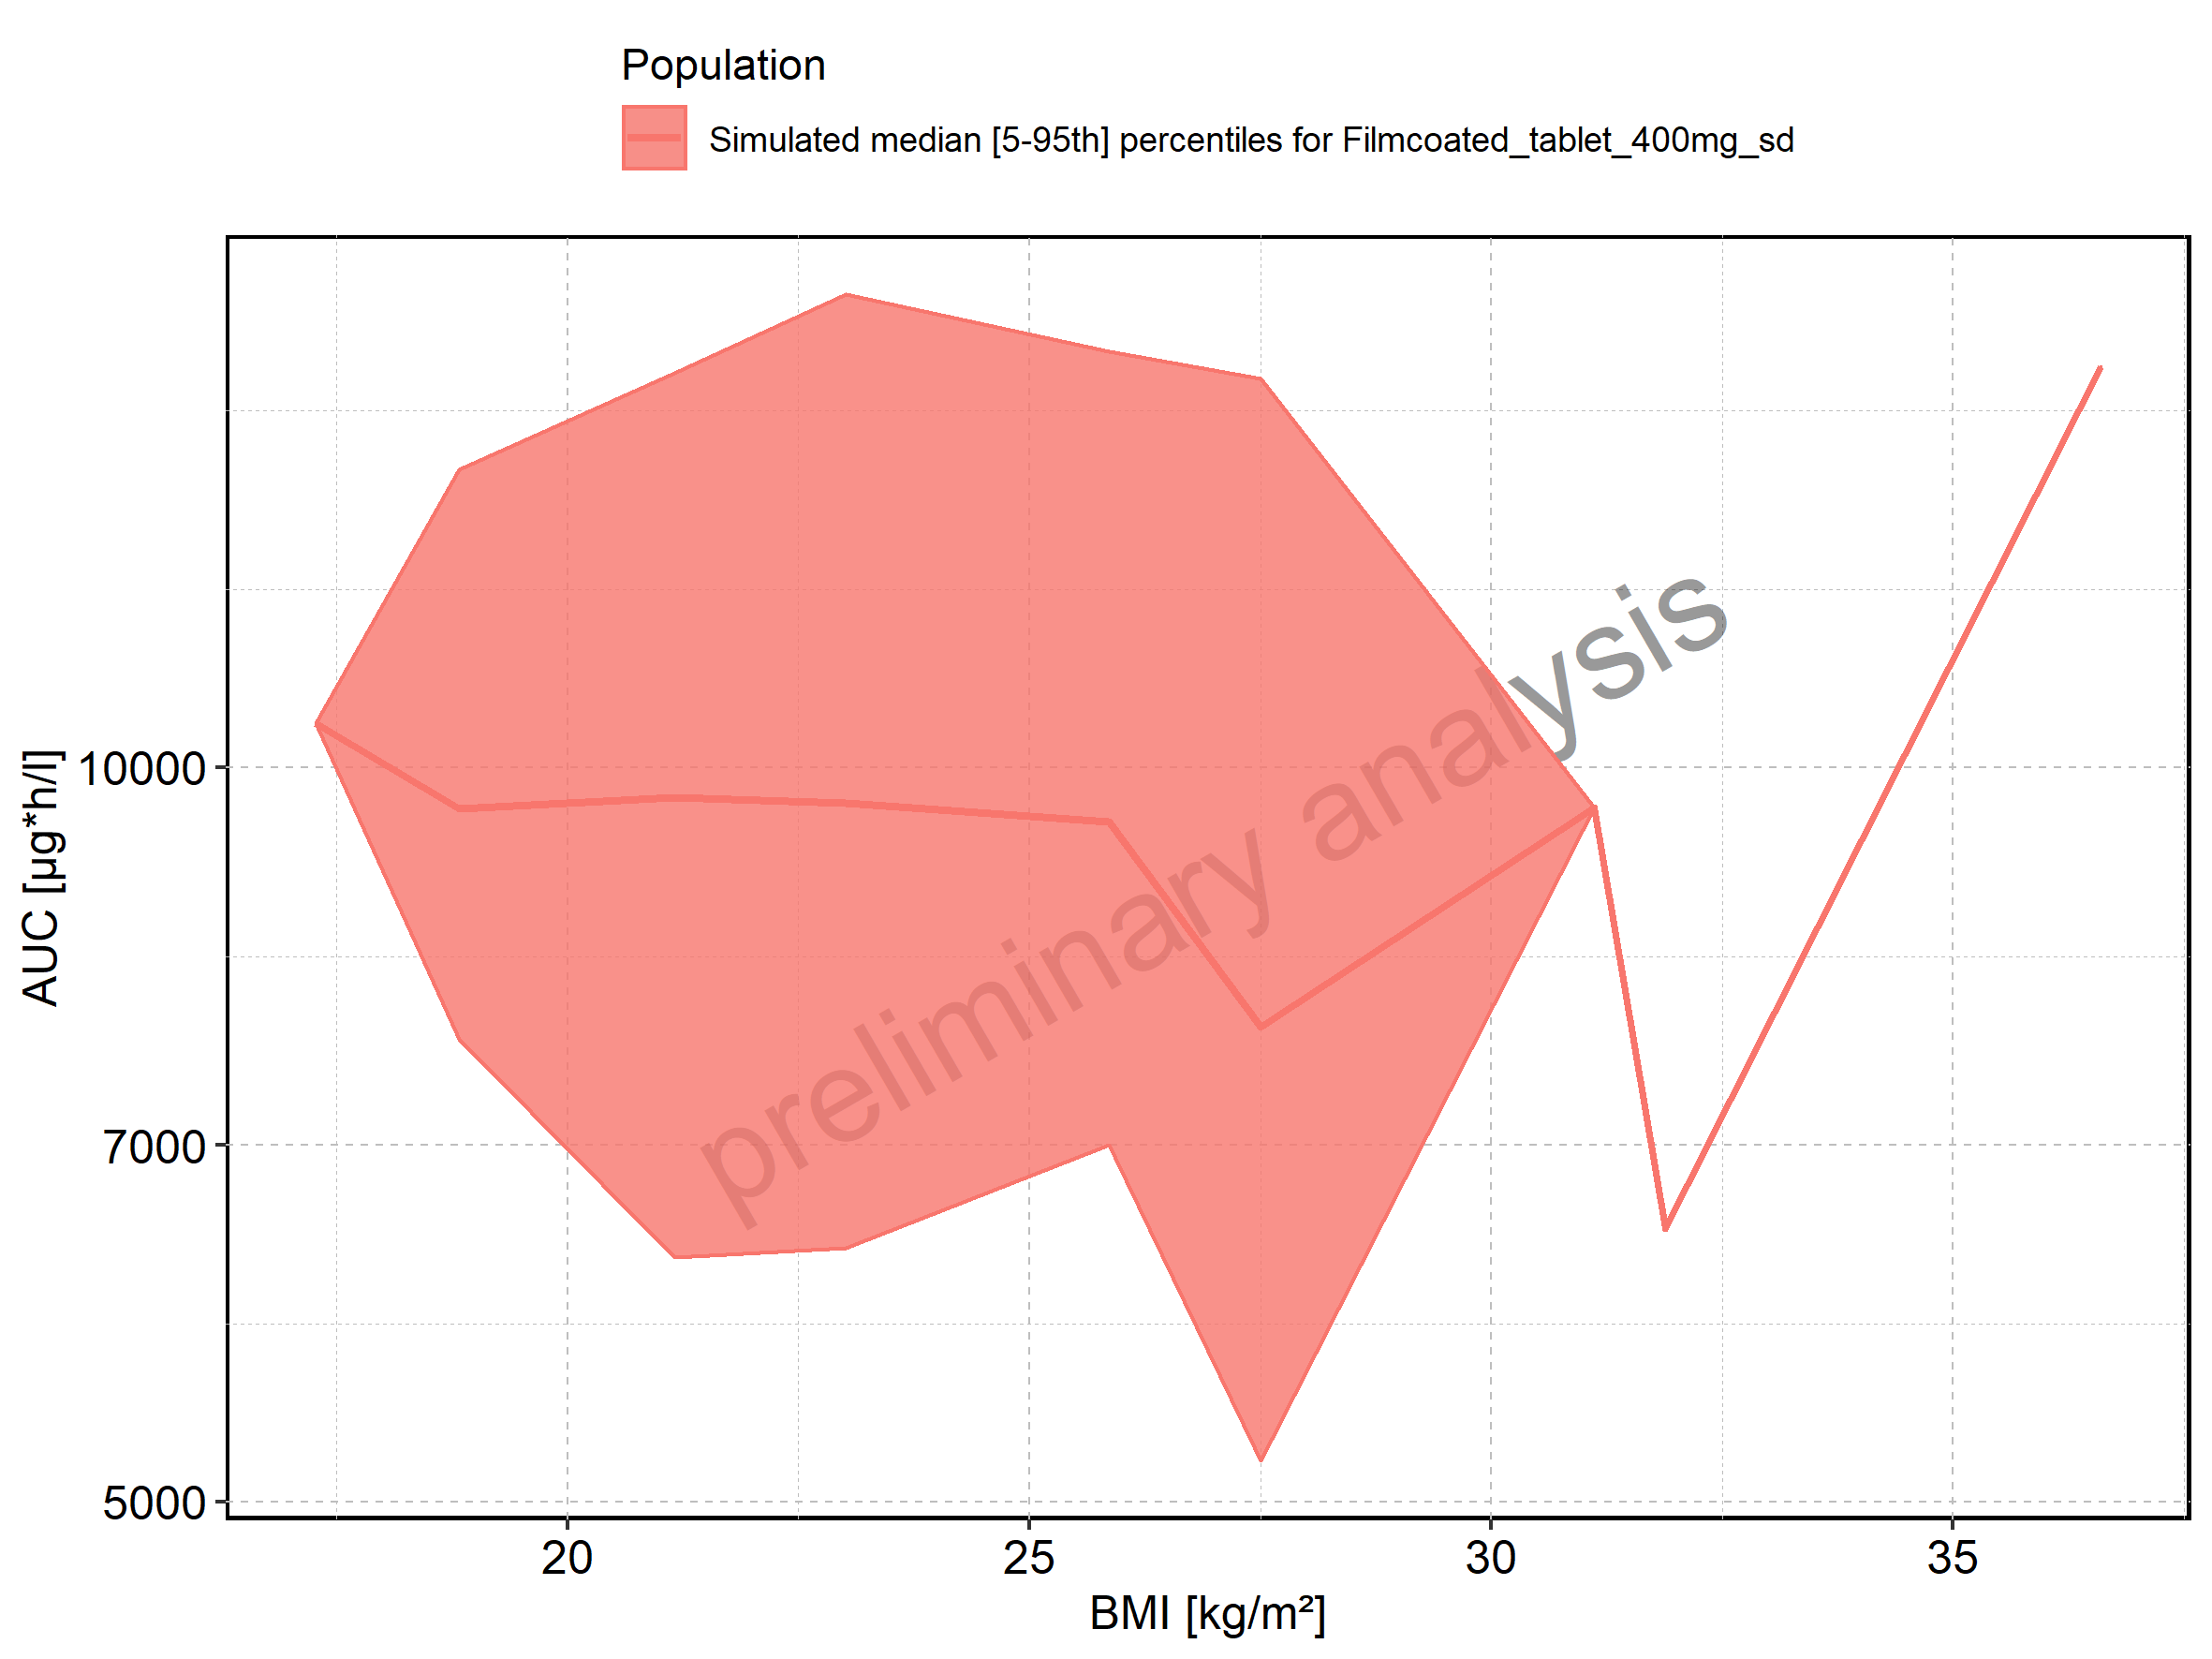 Population
Simulated median [5-95th] percentiles for Filmcoated_tablet_400mg_sd
AUC [µg*h/l]
10000
7000
5000
preliminary analysis
20 25 30 35
BMI [kg/m²]